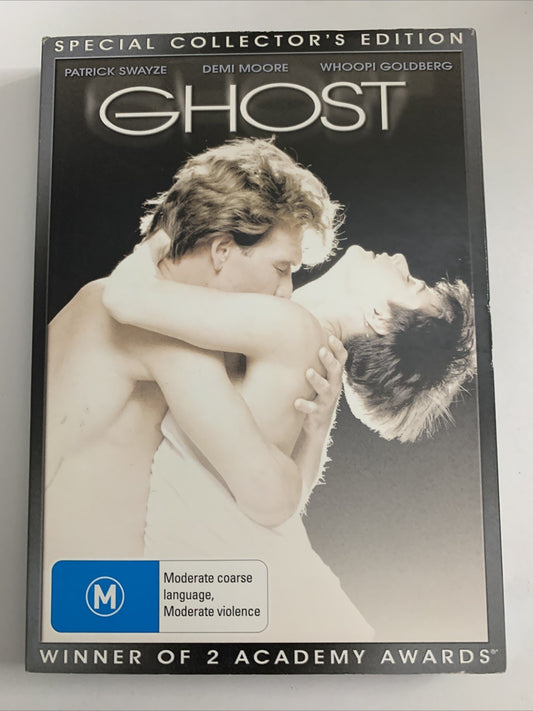 SPECIAL COLLECTOR'S EDITION
PATRICK SWAYZE DEMI MOORE WHOOPI GOLDBERG
GHOST
M
Moderate coarse
language,
Moderate violence
WINNER OF 2 ACADEMY AWARDS®